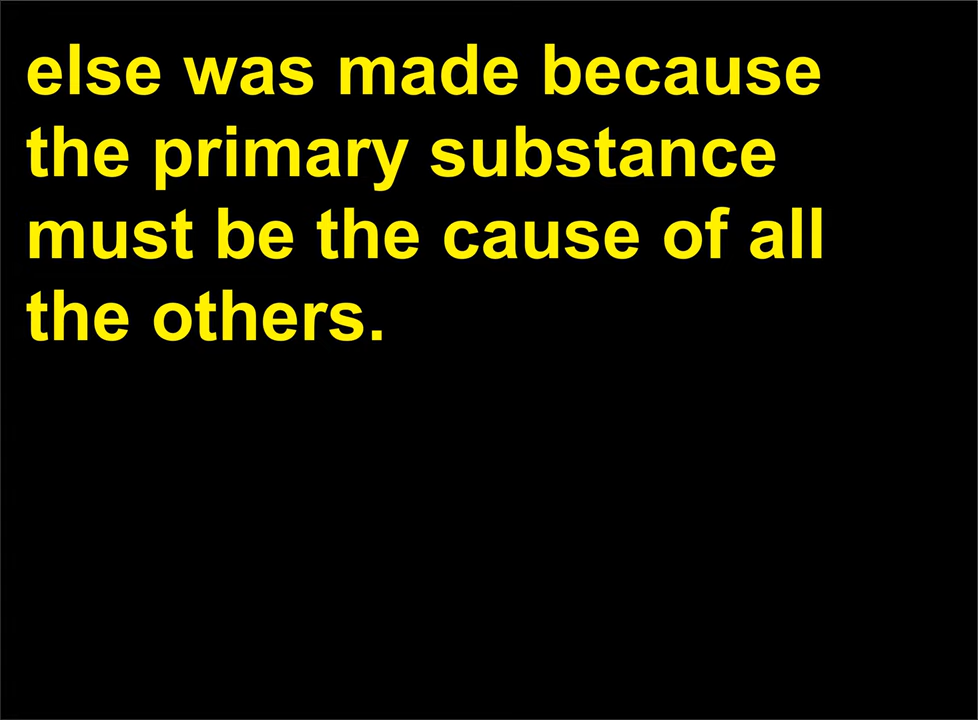 else was made because
the primary substance
must be the cause of all
the others.